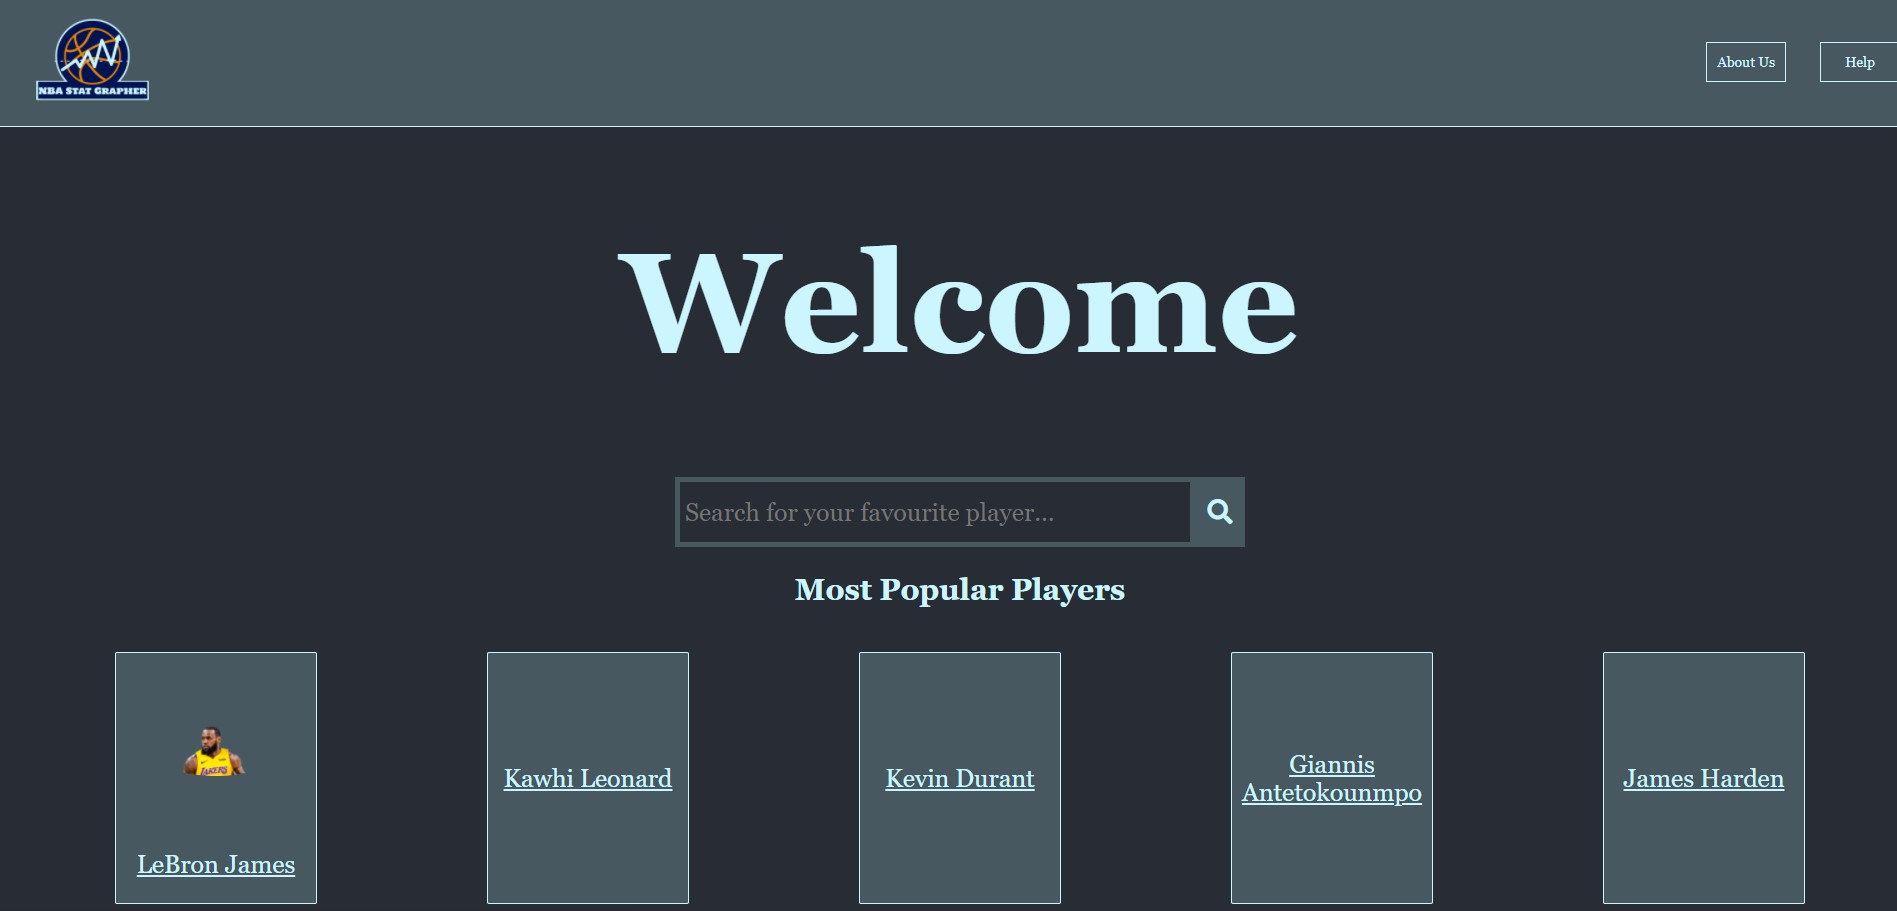 NBA STAT GRAPHER
About Us
Help
Welcome
Search for your favourite player...
Most Popular Players
LAKERS
LeBron James
Kawhi Leonard
Kevin Durant
Giannis
Antetokounmpo
James Harden